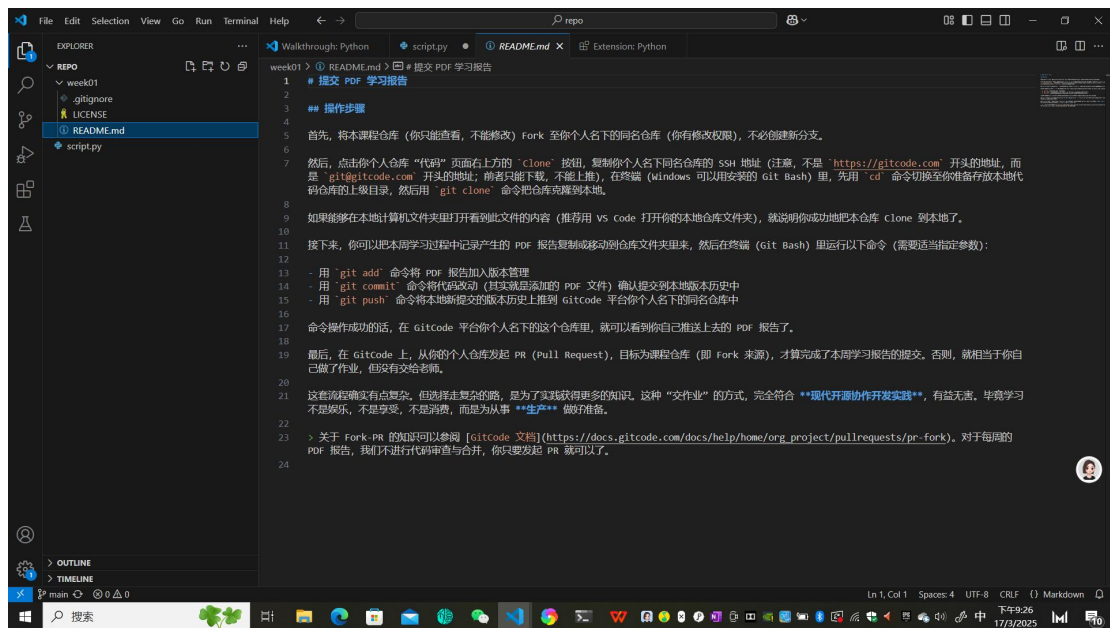 File Edit Selection View Go Run Terminal Help
repo
EXPLORER
Walkthrough: Python
script.py
README.md
Extension: Python
REPO
week01
.gitignore
LICENSE
README.md
script.py
week01 > README.md > # 提交 PDF 学习报告
1 # 提交 PDF 学习报告
2
3 ## 操作步骤
4
5 首先，将本课程仓库 (你只能查看，不能修改) Fork 至你个人名下的同名仓库 (你有修改权限)，不必创建新分支。
6
7 然后，点击你个人仓库“代码”页面右上方的 `Clone` 按钮，复制你个人名下同名仓库的 SSH 地址 (注意，不是 `https://gitcode.com` 开头的地址，而
是 `git@gitcode.com` 开头的地址；前者只能下载，不能上推)，在终端 (Windows 可以用安装的 Git Bash) 里，先用 `cd` 命令切换至你准备存放本地代
码仓库的上级目录，然后用 `git clone` 命令把仓库克隆到本地。
8
9 如果能够在本地计算机文件夹里打开看到此文件的内容 (推荐用 VS Code 打开你的本地仓库文件夹)，就说明你成功地把本仓库 Clone 到本地了。
10
11 接下来，你可以把本周学习过程中记录产生的 PDF 报告复制或移动到仓库文件夹里来，然后在终端 (Git Bash) 里运行以下命令 (需要适当指定参数)：
12
13 - 用 `git add` 命令将 PDF 报告加入版本管理
14 - 用 `git commit` 命令将代码改动 (其实就是添加的 PDF 文件) 确认提交到本地版本历史中
15 - 用 `git push` 命令将本地新提交的版本历史上推到 GitCode 平台你个人名下的同名仓库中
16
17 命令操作成功的话，在 GitCode 平台你个人名下的这个仓库里，就可以看到你自己推送上去的 PDF 报告了。
18
19 最后，在 GitCode 上，从你的个人仓库发起 PR (Pull Request)，目标为课程仓库 (即 Fork 来源)，才算完成了本周学习报告的提交。否则，就相当于你自
己做了作业，但没有交给老师。
20
21 这套流程确实有点复杂。但选择走复杂的路，是为了实践获得更多的知识。这种“交作业”的方式，完全符合 **现代开源协作开发实践**，有益无害。毕竟学习
不是娱乐，不是享受，不是消费，而是为从事 **生产** 做好准备。
22
23 > 关于 Fork-PR 的知识可以参阅 [GitCode 文档](https://docs.gitcode.com/docs/help/home/org_project/pullrequests/pr-fork)。对于每周的
PDF 报告，我们不进行代码审查与合并，你只要发起 PR 就可以了。
24
OUTLINE
TIMELINE
main 0 0 Ln 1, Col 1 Spaces: 4 UTF-8 CRLF {} Markdown
搜索
中 下午9:26
17/3/2025
10